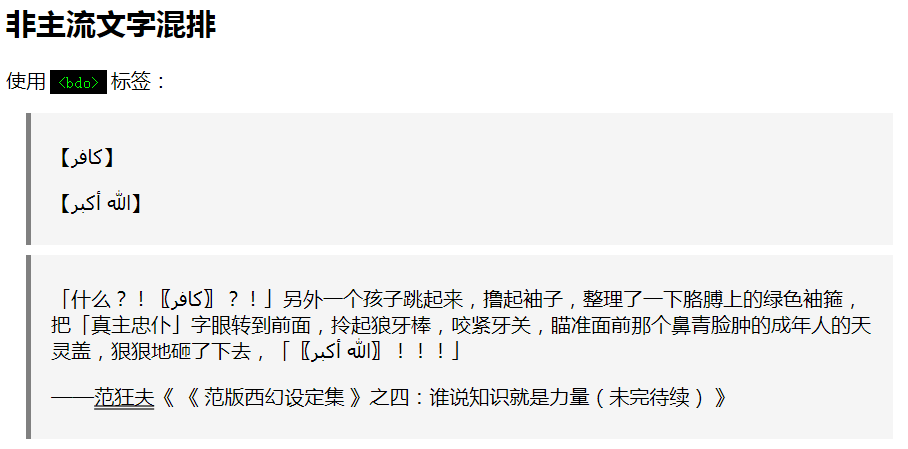 非主流文字混排
使用 <bdo> 标签：
【كافر】
【الله أكبر】
「什么？！〖كافر〗？！」另外一个孩子跳起来，撸起袖子，整理了一下胳膊上的绿色袖箍，
把「真主忠仆」字眼转到前面，拎起狼牙棒，咬紧牙关，瞄准面前那个鼻青脸肿的成年人的天
灵盖，狠狠地砸了下去，「〖الله أكبر〗！！！」
——范狂夫《《范版西幻设定集》之四：谁说知识就是力量（未完待续）》